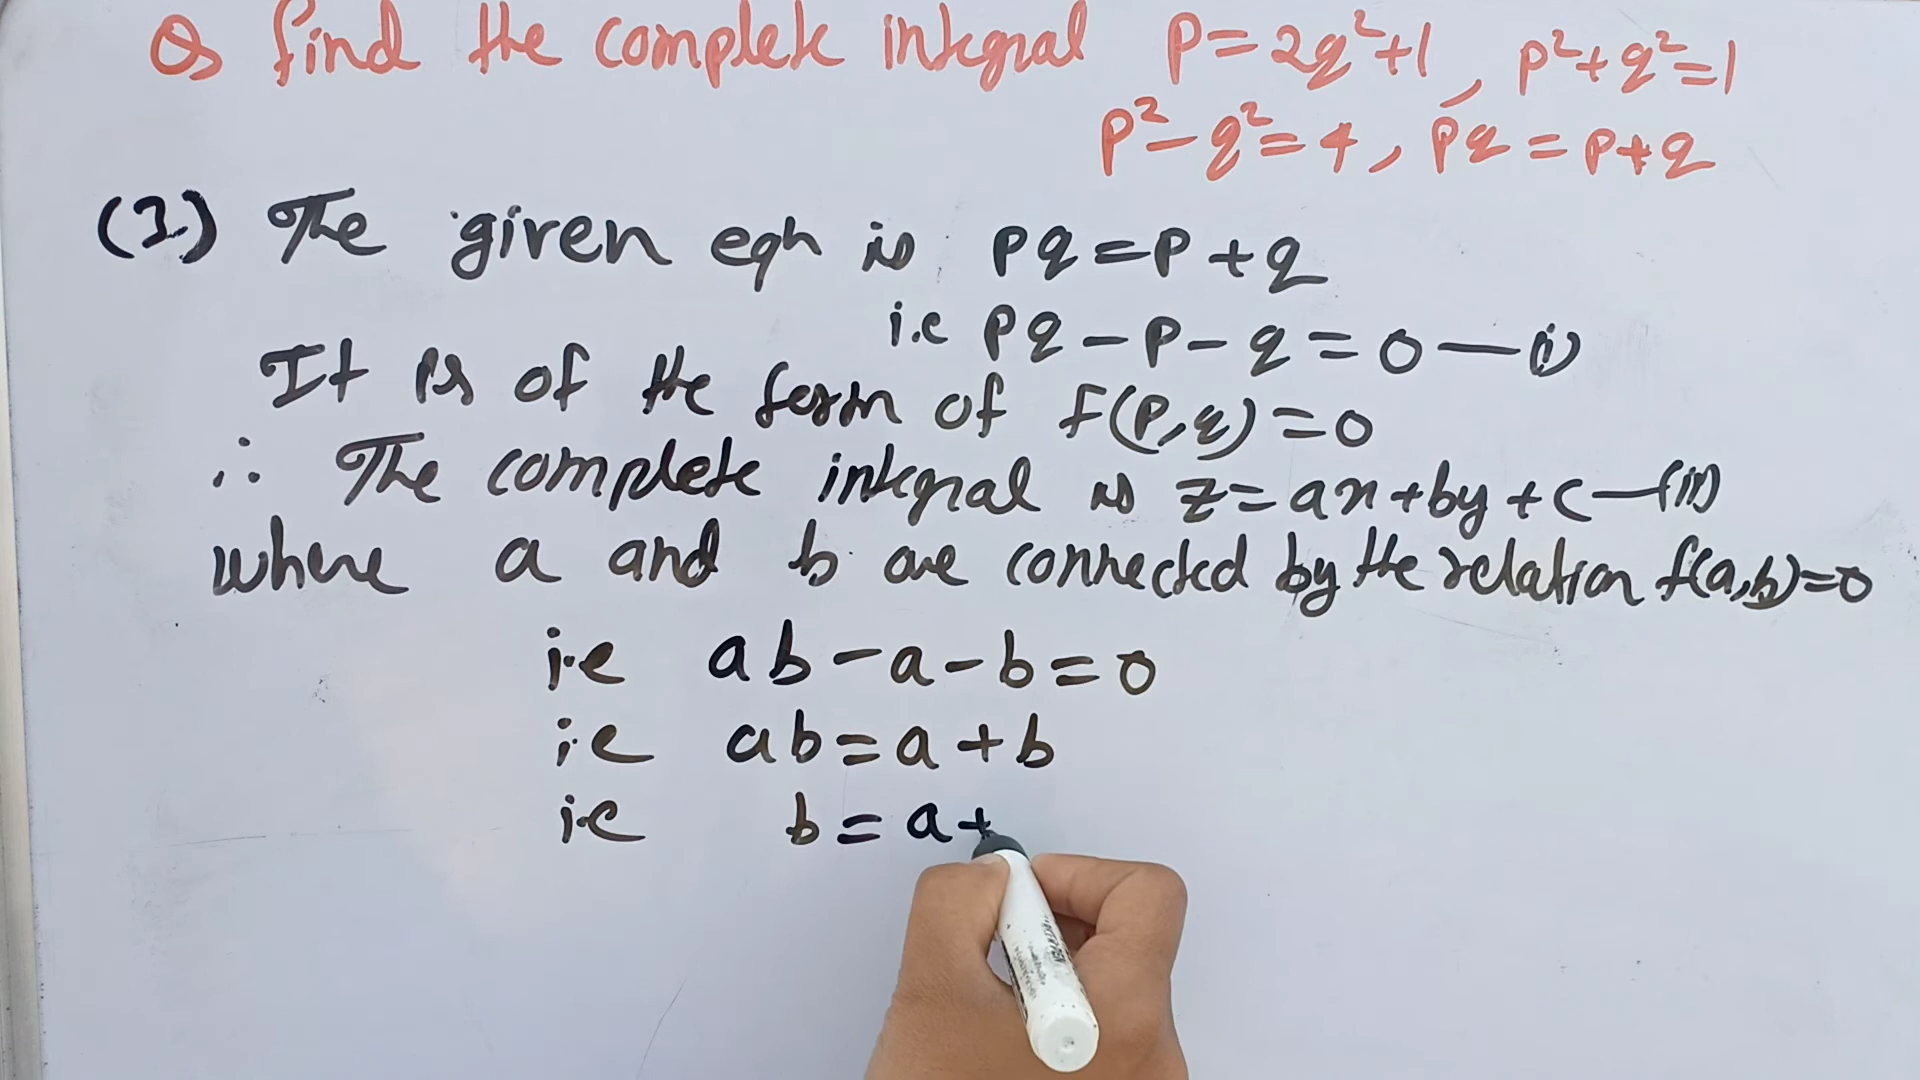 Q find the complete integral p=2q²+1, p²+q²=1
p²-q²=4, pq=p+q
(1.) The given eqn is pq=p+q
i.e pq-p-q=0—(i)
It is of the form of f(p,q)=0
∴ The complete integral is z=ax+by+c—(ii)
where a and b are connected by the relation f(a,b)=0
i.e ab-a-b=0
i.e ab=a+b
i.e b=a+